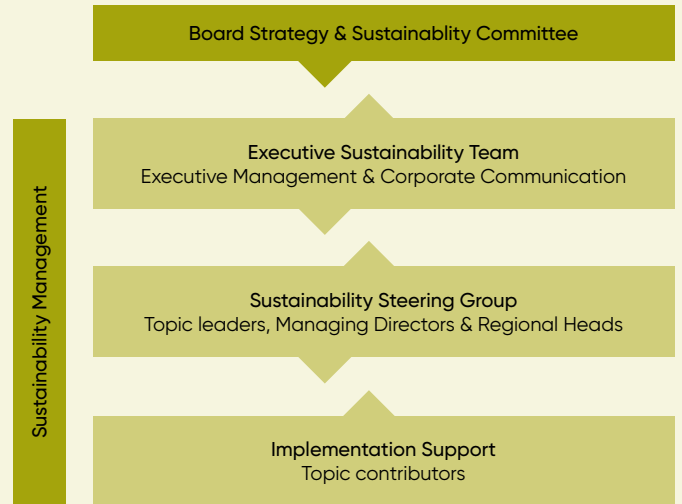 Board Strategy & Sustainablity Committee
Sustainability Management
Executive Sustainability Team
Executive Management & Corporate Communication
Sustainability Steering Group
Topic leaders, Managing Directors & Regional Heads
Implementation Support
Topic contributors